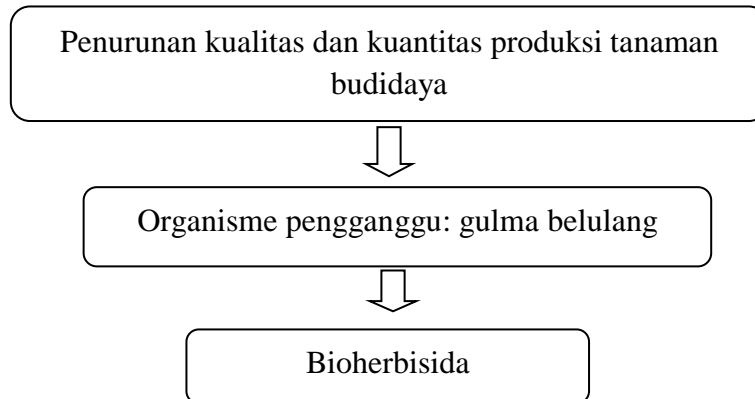 Penurunan kualitas dan kuantitas produksi tanaman
budidaya
Organisme pengganggu: gulma belulang
Bioherbisida